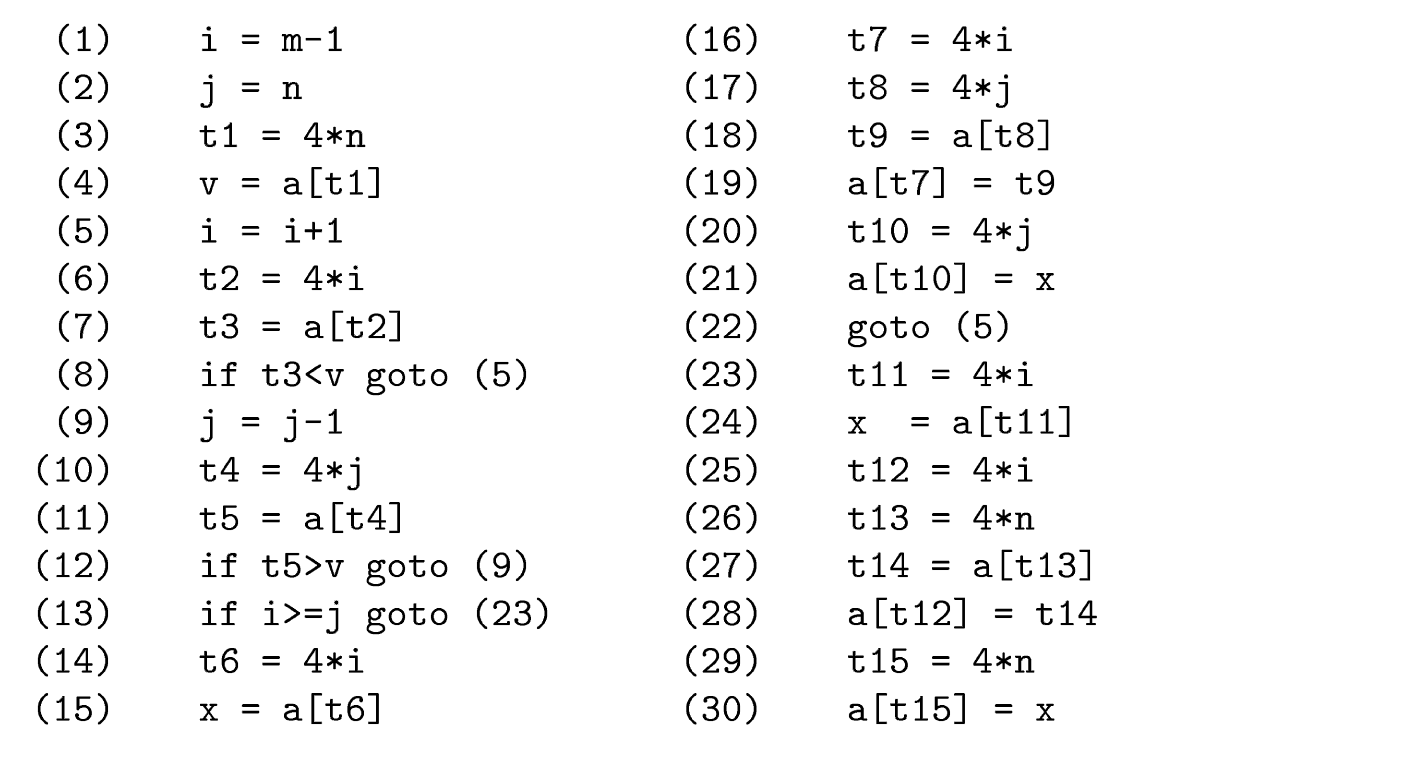 (1) i = m-1
(2) j = n
(3) t1 = 4*n
(4) v = a[t1]
(5) i = i+1
(6) t2 = 4*i
(7) t3 = a[t2]
(8) if t3<v goto (5)
(9) j = j-1
(10) t4 = 4*j
(11) t5 = a[t4]
(12) if t5>v goto (9)
(13) if i>=j goto (23)
(14) t6 = 4*i
(15) x = a[t6]
(16) t7 = 4*i
(17) t8 = 4*j
(18) t9 = a[t8]
(19) a[t7] = t9
(20) t10 = 4*j
(21) a[t10] = x
(22) goto (5)
(23) t11 = 4*i
(24) x  = a[t11]
(25) t12 = 4*i
(26) t13 = 4*n
(27) t14 = a[t13]
(28) a[t12] = t14
(29) t15 = 4*n
(30) a[t15] = x